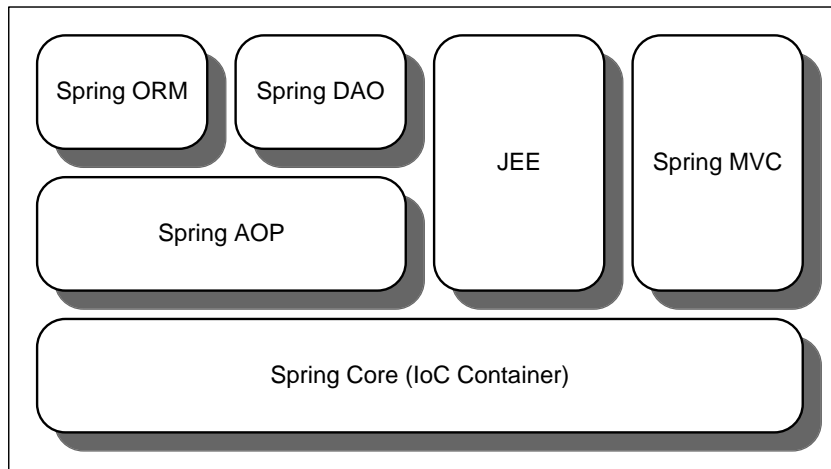 Spring ORM
Spring DAO
JEE
Spring MVC
Spring AOP
Spring Core (IoC Container)